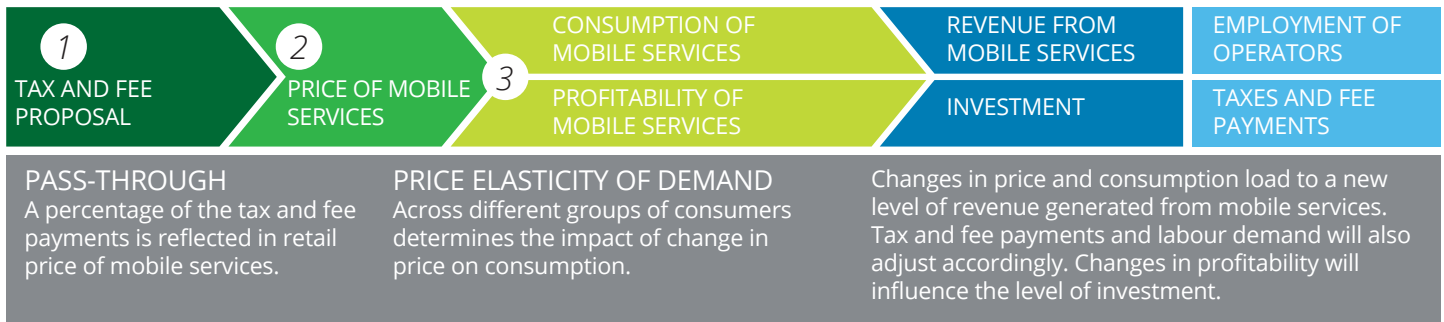 1
TAX AND FEE
PROPOSAL
2
PRICE OF MOBILE
SERVICES
3
CONSUMPTION OF
MOBILE SERVICES
PROFITABILITY OF
MOBILE SERVICES
REVENUE FROM
MOBILE SERVICES
INVESTMENT
EMPLOYMENT OF
OPERATORS
TAXES AND FEE
PAYMENTS
PASS-THROUGH
A percentage of the tax and fee
payments is reflected in retail
price of mobile services.
PRICE ELASTICITY OF DEMAND
Across different groups of consumers
determines the impact of change in
price on consumption.
Changes in price and consumption load to a new
level of revenue generated from mobile services.
Tax and fee payments and labour demand will also
adjust accordingly. Changes in profitability will
influence the level of investment.